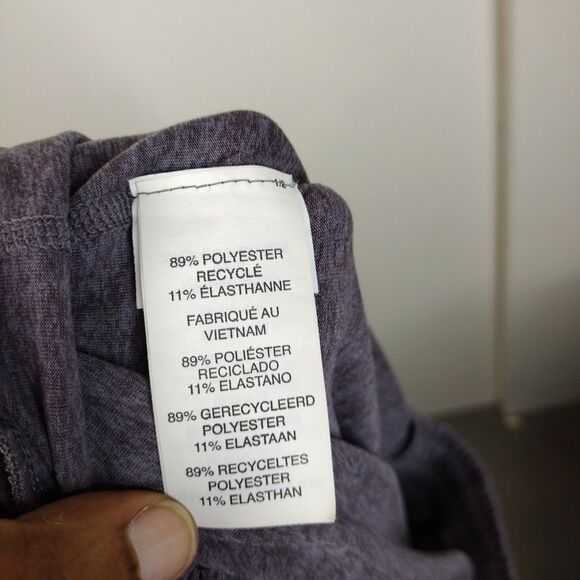 89% POLYESTER
RECYCLÉ
11% ÉLASTHANNE
FABRIQUÉ AU
VIETNAM
89% POLIÉSTER
RECICLADO
11% ELASTANO
89% GERECYCLEERD
POLYESTER
11% ELASTAAN
89% RECYCELTES
POLYESTER
11% ELASTHAN